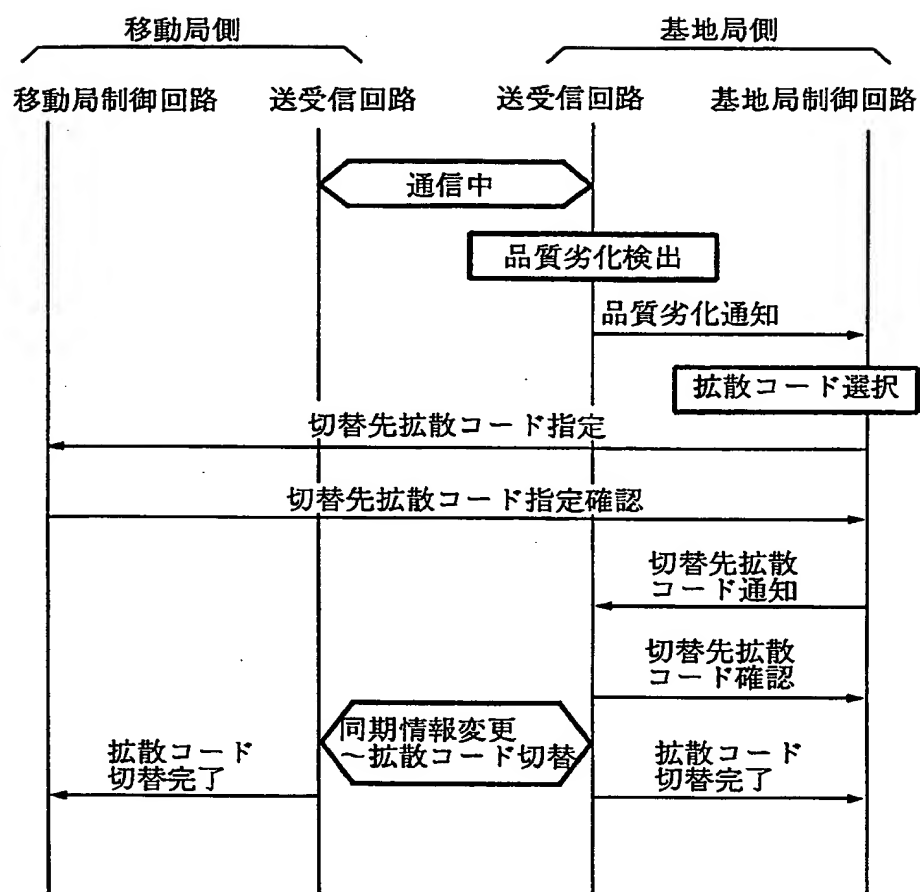 移動局側
基地局側
移動局制御回路
送受信回路
送受信回路
基地局制御回路
通信中
品質劣化検出
品質劣化通知
拡散コード選択
切替先拡散コード指定
切替先拡散コード指定確認
切替先拡散
コード通知
切替先拡散
コード確認
同期情報変更
～拡散コード切替
拡散コード
切替完了
拡散コード
切替完了